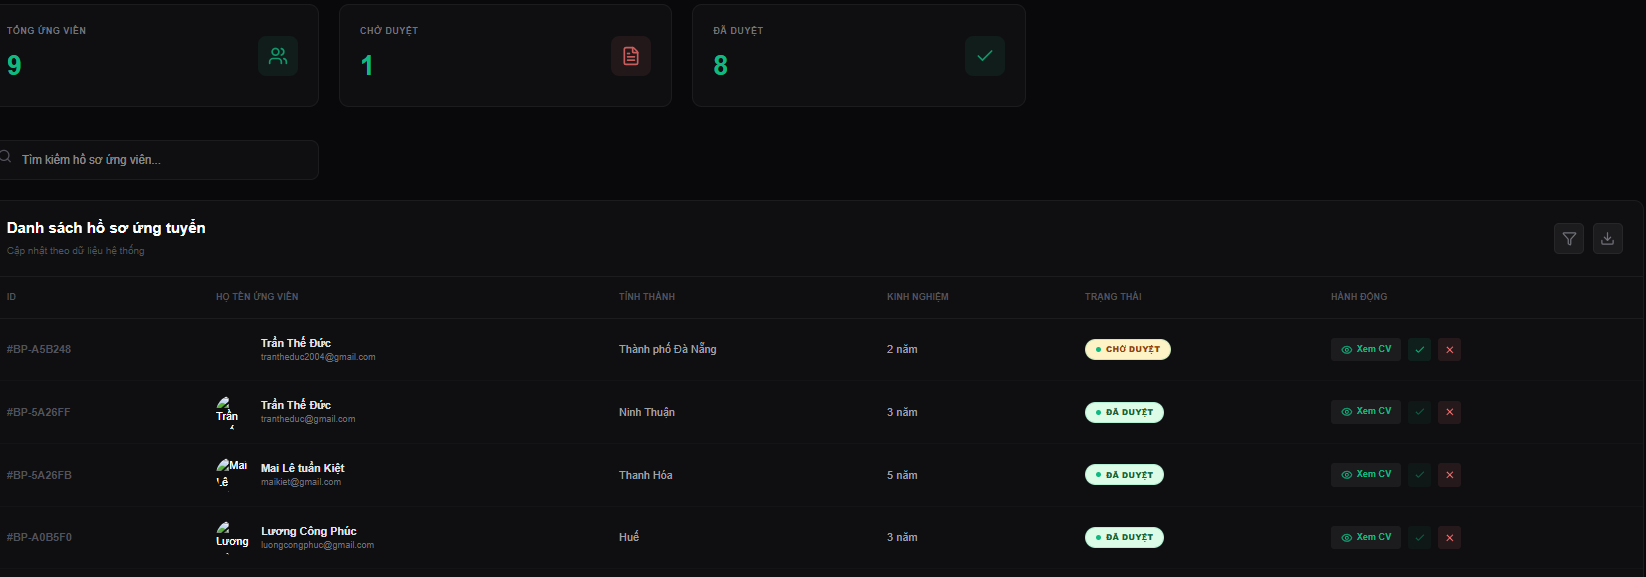 TỔNG ỨNG VIÊN
9
CHỜ DUYỆT
1
ĐÃ DUYỆT
8
Tìm kiếm hồ sơ ứng viên...
Danh sách hồ sơ ứng tuyển
Cập nhật theo dữ liệu hệ thống
ID HỌ TÊN ỨNG VIÊN TỈNH THÀNH KINH NGHIỆM TRẠNG THÁI HÀNH ĐỘNG
#BP-A5B248 Trần Thế Đức Thành phố Đà Nẵng 2 năm CHỜ DUYỆT Xem CV
trantheduc2004@gmail.com
#BP-5A26FF Trần Trần Thế Đức Ninh Thuận 3 năm ĐÃ DUYỆT Xem CV
trantheduc@gmail.com
#BP-5A26FB Mai Lê Mai Lê tuấn Kiệt Thanh Hóa 5 năm ĐÃ DUYỆT Xem CV
maikiet@gmail.com
#BP-A0B5F0 Lương Lương Công Phúc Huế 3 năm ĐÃ DUYỆT Xem CV
luongcongphuc@gmail.com